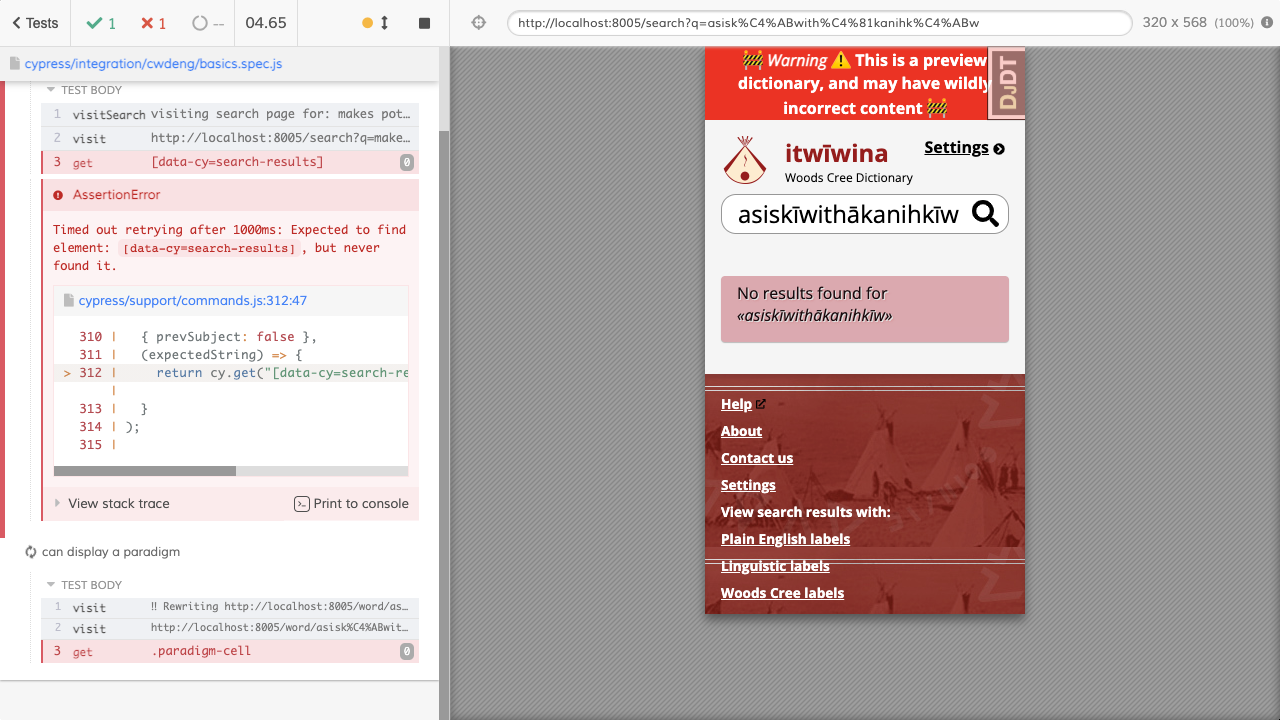 Tests
1
1
--
04.65
http://localhost:8005/search?q=asisk%C4%ABwith%C4%81kanihk%C4%ABw
320 x 568 (100%)
cypress/integration/cwdeng/basics.spec.js
TEST BODY
1 visitSearch visiting search page for: makes pot…
2 visit http://localhost:8005/search?q=make…
3 get [data-cy=search-results] 0
AssertionError
Timed out retrying after 1000ms: Expected to find
element: [data-cy=search-results], but never
found it.
cypress/support/commands.js:312:47
310 | { prevSubject: false },
311 | (expectedString) => {
> 312 | return cy.get("[data-cy=search-re
|
313 | }
314 | );
315 |
View stack trace
Print to console
can display a paradigm
TEST BODY
1 visit !! Rewriting http://localhost:8005/word/as…
2 visit http://localhost:8005/word/asisk%C4%ABwit…
3 get .paradigm-cell 0
🚧 Warning ⚠️ This is a preview
dictionary, and may have wildly
incorrect content 🚧
DJDT
itwīwina
Settings
Woods Cree Dictionary
asiskīwithākanihkīw
No results found for
«asiskīwithākanihkīw»
Help
About
Contact us
Settings
View search results with:
Plain English labels
Linguistic labels
Woods Cree labels